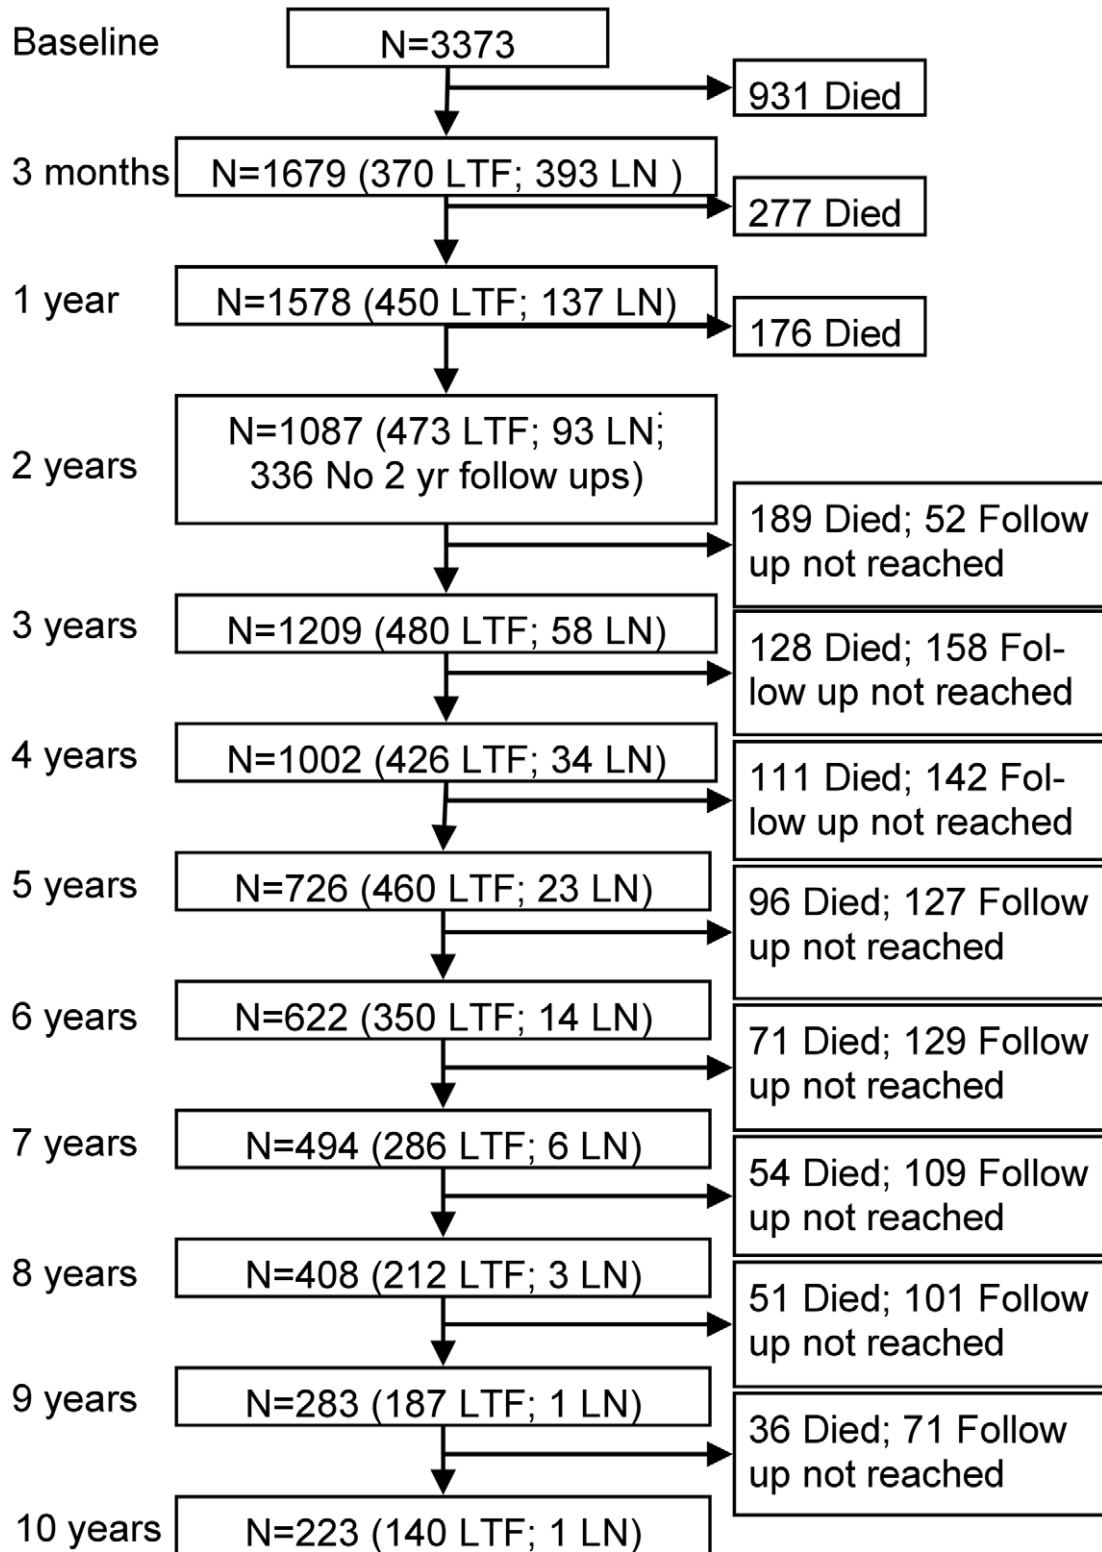 Baseline
N=3373
931 Died
3 months
N=1679 (370 LTF; 393 LN )
277 Died
1 year
N=1578 (450 LTF; 137 LN)
176 Died
2 years
N=1087 (473 LTF; 93 LN;
336 No 2 yr follow ups)
189 Died; 52 Follow
up not reached
3 years
N=1209 (480 LTF; 58 LN)
128 Died; 158 Fol-
low up not reached
4 years
N=1002 (426 LTF; 34 LN)
111 Died; 142 Fol-
low up not reached
5 years
N=726 (460 LTF; 23 LN)
96 Died; 127 Follow
up not reached
6 years
N=622 (350 LTF; 14 LN)
71 Died; 129 Follow
up not reached
7 years
N=494 (286 LTF; 6 LN)
54 Died; 109 Follow
up not reached
8 years
N=408 (212 LTF; 3 LN)
51 Died; 101 Follow
up not reached
9 years
N=283 (187 LTF; 1 LN)
36 Died; 71 Follow
up not reached
10 years
N=223 (140 LTF; 1 LN)